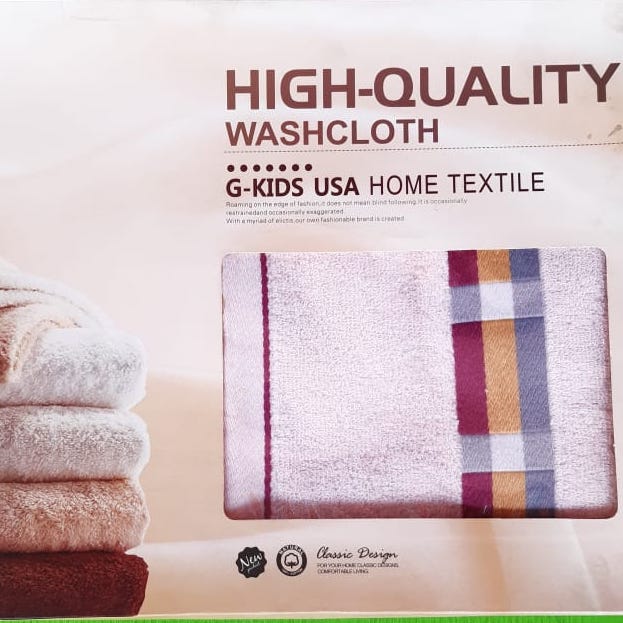 HIGH-QUALITY
WASHCLOTH
G-KIDS USA HOME TEXTILE
Roaming on the edge of fashion,it does not mean blind following.It is occasionally
restrainedand occasionally exaggerated.
With a myriad of elictis,our own fashionable brand is created
New
NATURAL
Classic Design
FOR YOUR HOME CLASSIC DESIGNS,
COMFORTABLE LIVING.